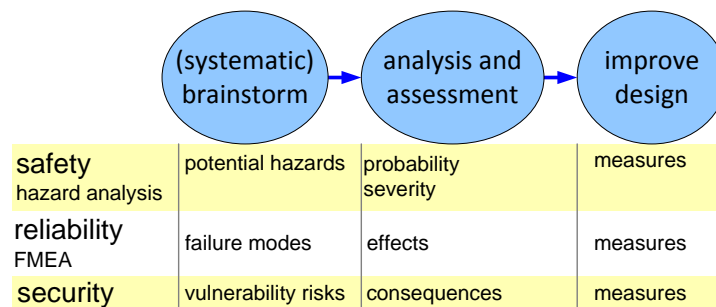 (systematic)
brainstorm
analysis and
assessment
improve
design
safety
hazard analysis
potential hazards
probability
severity
measures
reliability
FMEA
failure modes
effects
measures
security
vulnerability risks
consequences
measures